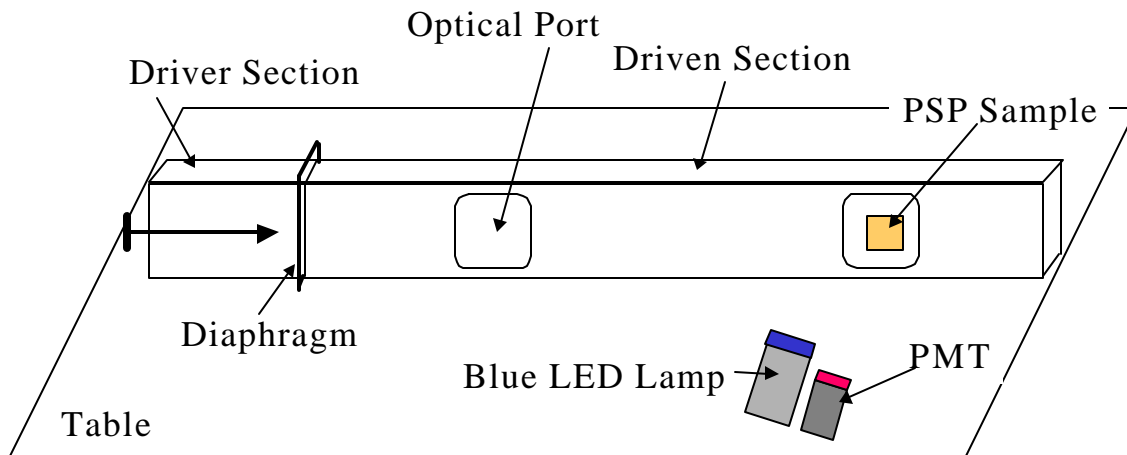 Optical Port
Driver Section
Driven Section
PSP Sample
Diaphragm
Blue LED Lamp
PMT
Table